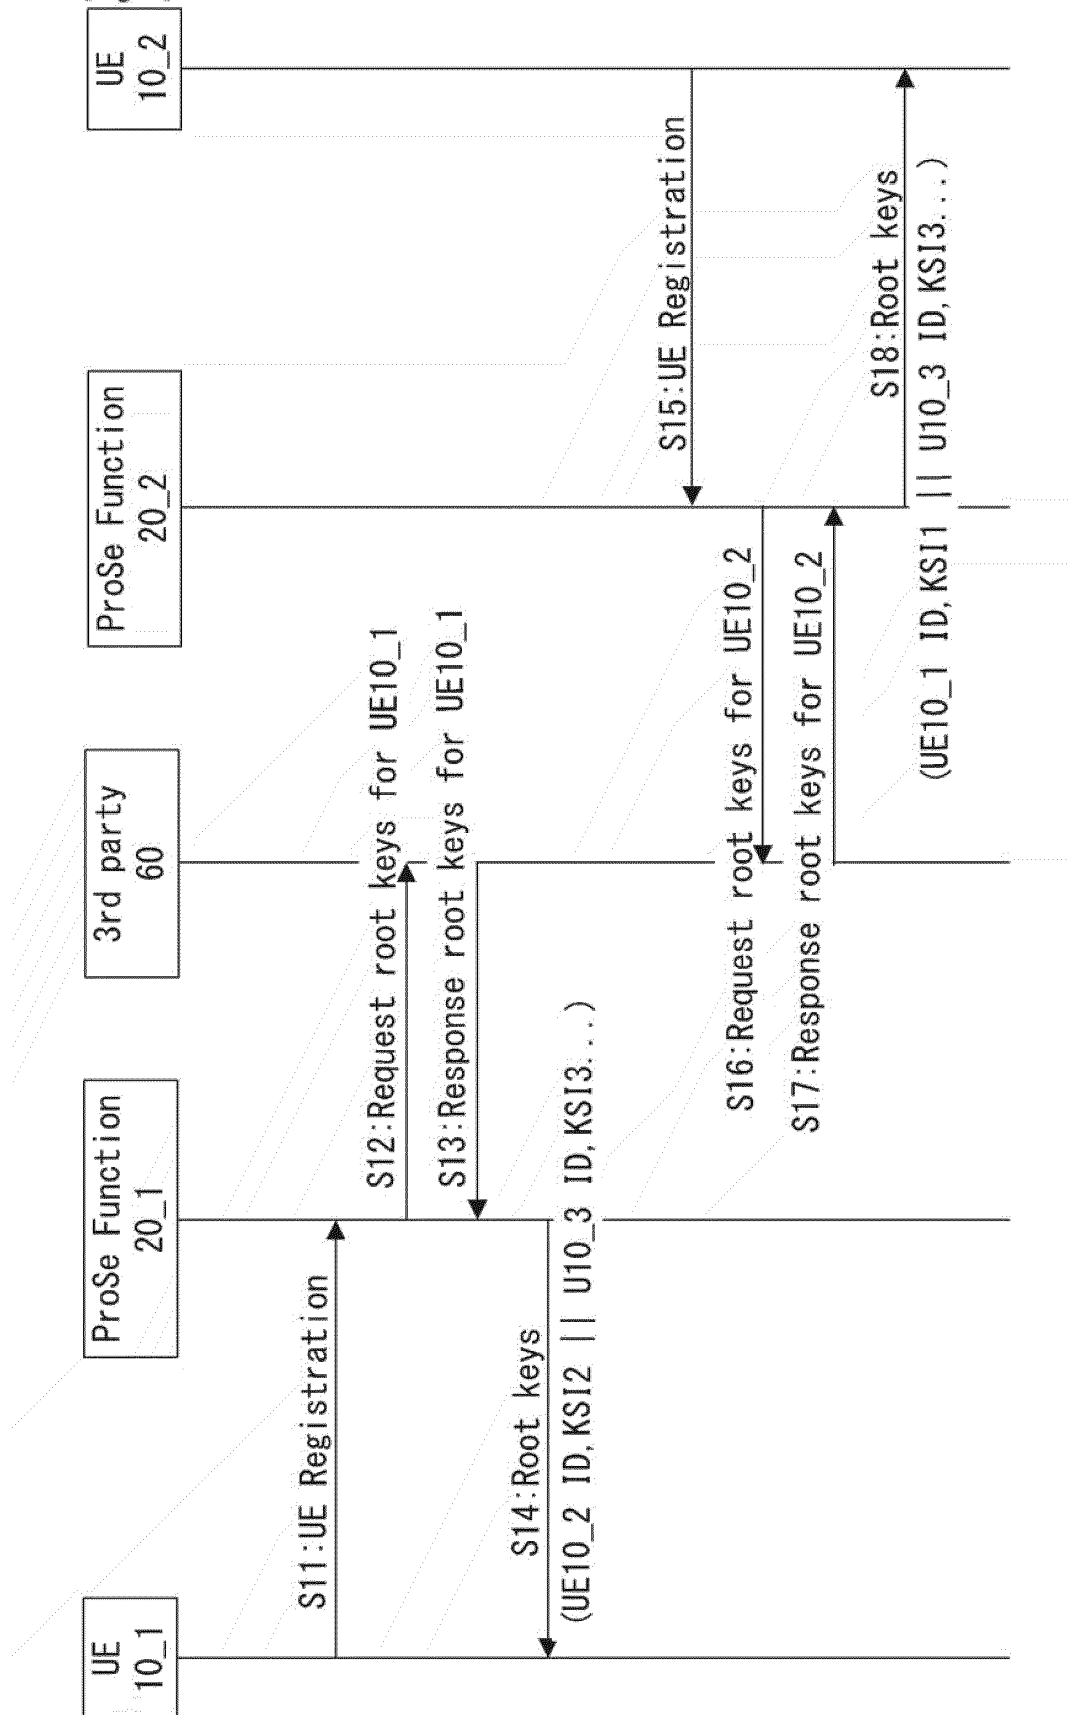 UE
10_1
ProSe Function
20_1
3rd party
60
ProSe Function
20_2
UE
10_2
S11:UE Registration
S12:Request root keys for UE10_1
S13:Response root keys for UE10_1
S14:Root keys
(UE10_2 ID,KSI2 || U10_3 ID,KSI3...)
S15:UE Registration
S16:Request root keys for UE10_2
S17:Response root keys for UE10_2
S18:Root keys
(UE10_1 ID,KSI1 || U10_3 ID,KSI3...)